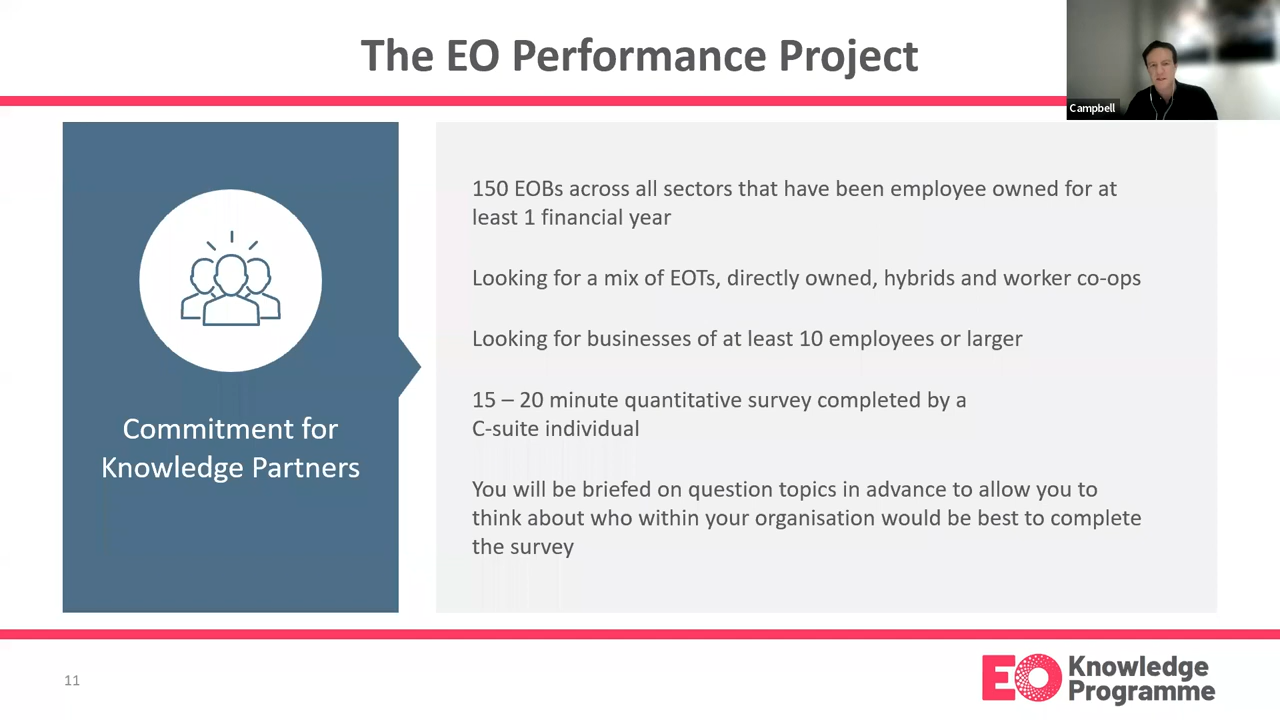 The EO Performance Project
Campbell
Commitment for
Knowledge Partners
150 EOBs across all sectors that have been employee owned for at
least 1 financial year
Looking for a mix of EOTs, directly owned, hybrids and worker co-ops
Looking for businesses of at least 10 employees or larger
15 – 20 minute quantitative survey completed by a
C-suite individual
You will be briefed on question topics in advance to allow you to
think about who within your organisation would be best to complete
the survey
11
EO Knowledge
Programme